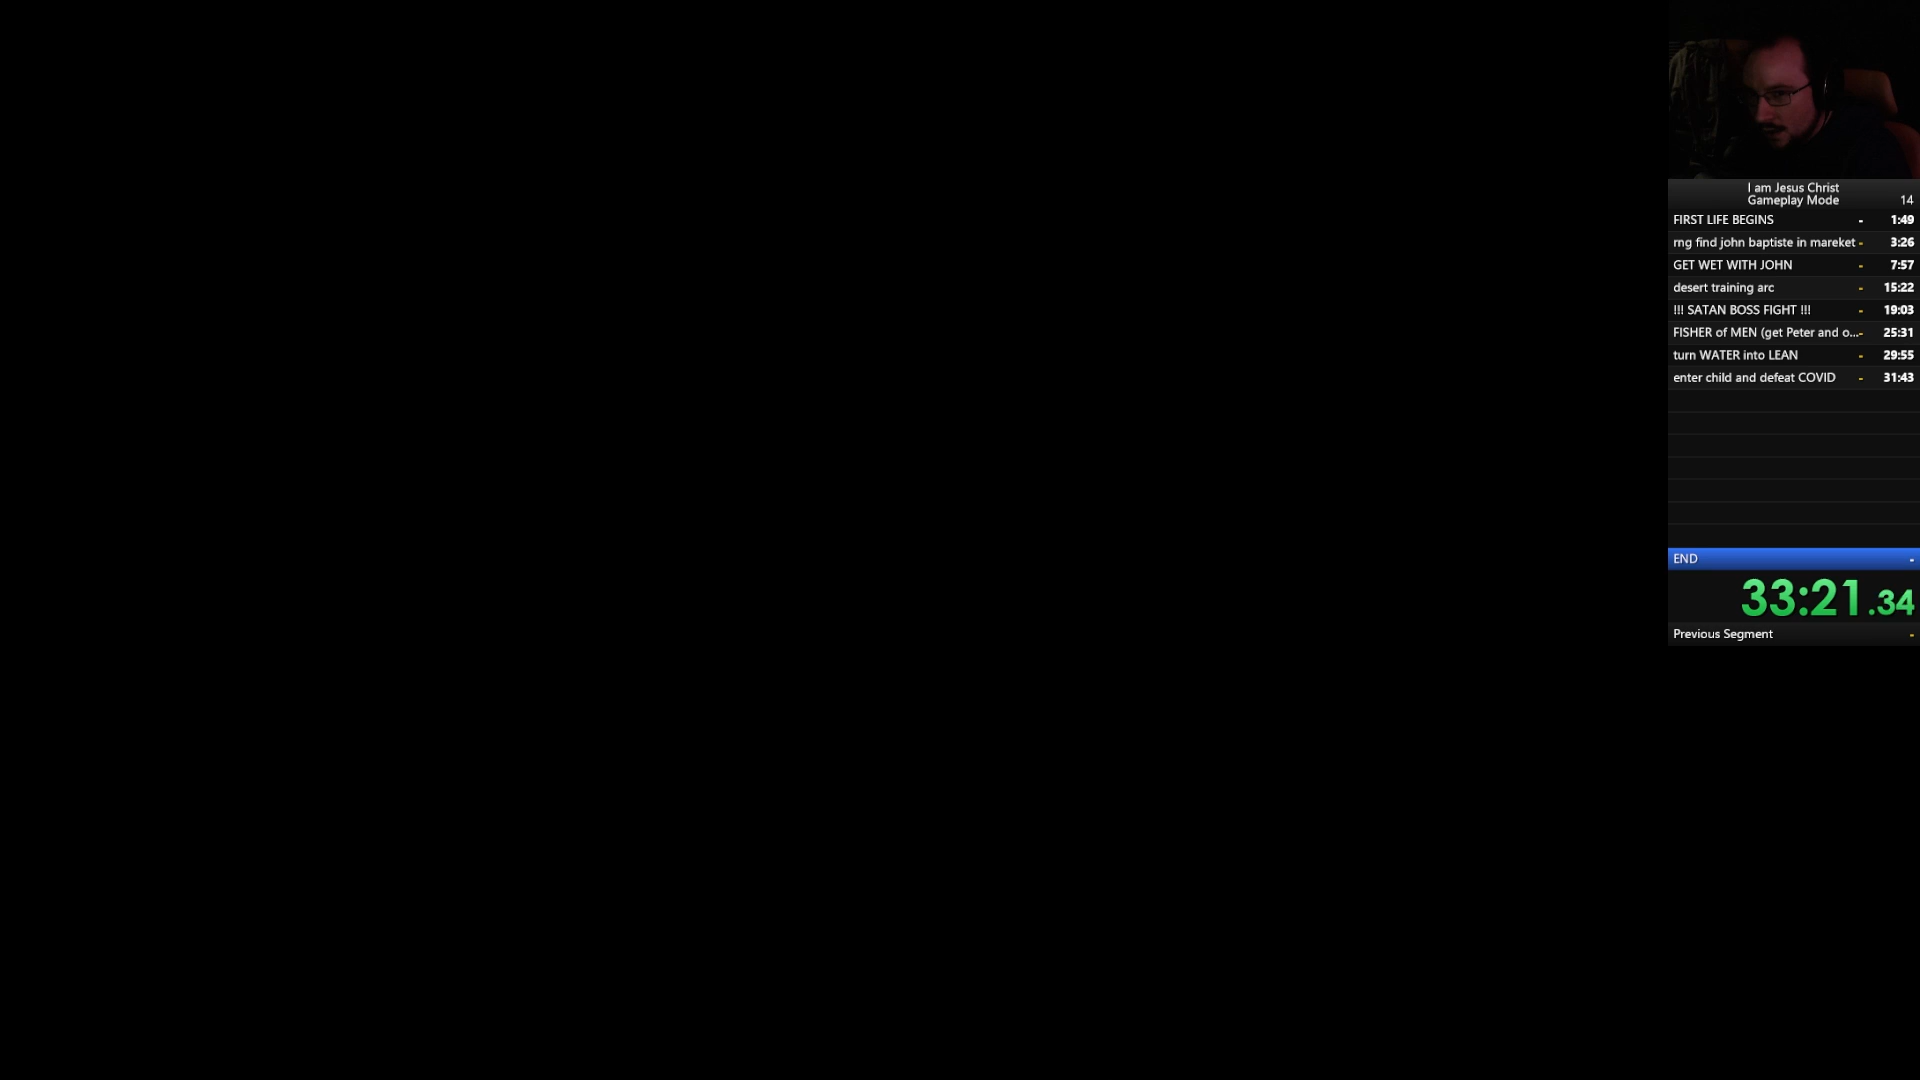 I am Jesus Christ
Gameplay Mode 14
FIRST LIFE BEGINS - 1:49
rng find john baptiste in mareket - 3:26
GET WET WITH JOHN - 7:57
desert training arc - 15:22
!!! SATAN BOSS FIGHT !!! - 19:03
FISHER of MEN (get Peter and o...- 25:31
turn WATER into LEAN - 29:55
enter child and defeat COVID - 31:43
END -
33:21.34
Previous Segment -